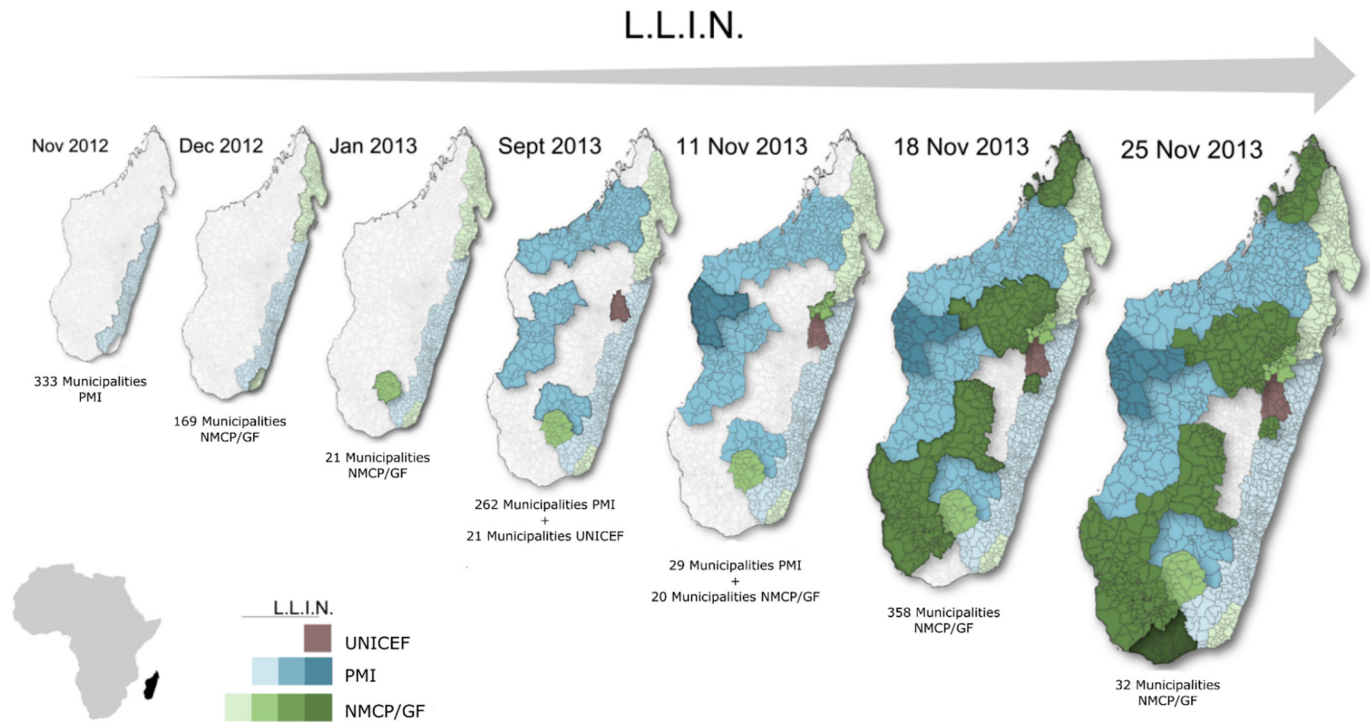 L.L.I.N.
Nov 2012
Dec 2012
Jan 2013
Sept 2013
11 Nov 2013
18 Nov 2013
25 Nov 2013
333 Municipalities
PMI
169 Municipalities
NMCP/GF
21 Municipalities
NMCP/GF
262 Municipalities PMI
+
21 Municipalities UNICEF
29 Municipalities PMI
+
20 Municipalities NMCP/GF
358 Municipalities
NMCP/GF
32 Municipalities
NMCP/GF
L.L.I.N.
UNICEF
PMI
NMCP/GF